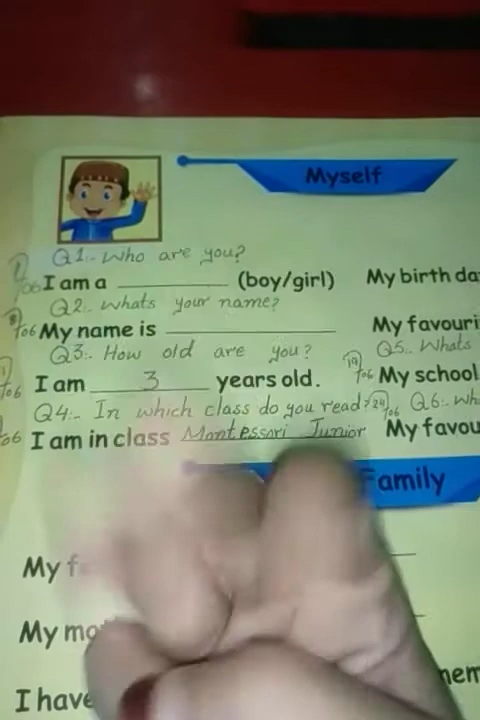 Myself
Q1:. Who are you?
I am a ________ (boy/girl) My birth da
Q2:. whats your name?
My name is ____________ My favouri
Q3:- How old are you? Q5.. Whats
I am 3 years old. My school
Q4:- In which class do you read? Q6:. Wh
I am in class Montessori Junior My favou
Family
My f
My mo
I have